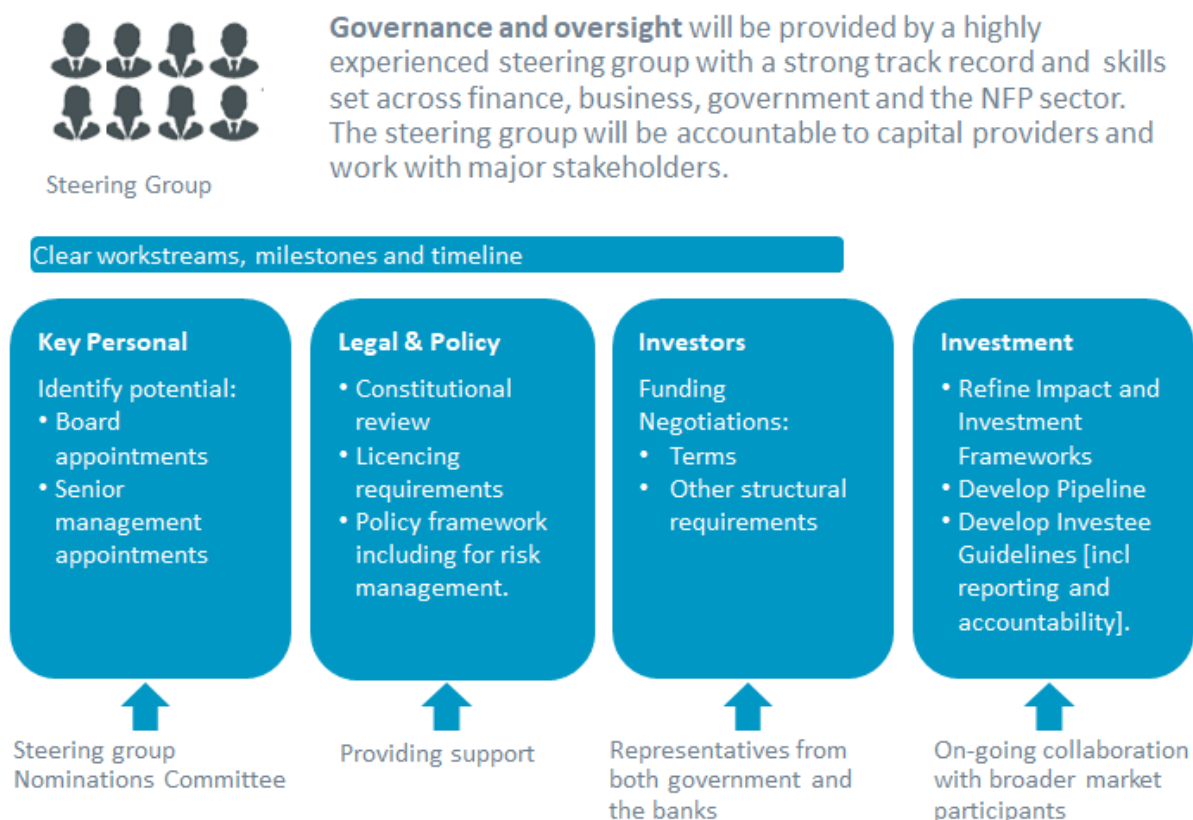 Governance and oversight will be provided by a highly
experienced steering group with a strong track record and skills
set across finance, business, government and the NFP sector.
The steering group will be accountable to capital providers and
work with major stakeholders.
Steering Group
Clear workstreams, milestones and timeline
Key Personal
Identify potential:
• Board
appointments
• Senior
management
appointments
Legal & Policy
• Constitutional
review
• Licencing
requirements
• Policy framework
including for risk
management.
Investors
Funding
Negotiations:
• Terms
• Other structural
requirements
Investment
• Refine Impact and
Investment
Frameworks
• Develop Pipeline
• Develop Investee
Guidelines [incl
reporting and
accountability].
Steering group
Nominations Committee
Providing support
Representatives from
both government and
the banks
On-going collaboration
with broader market
participants